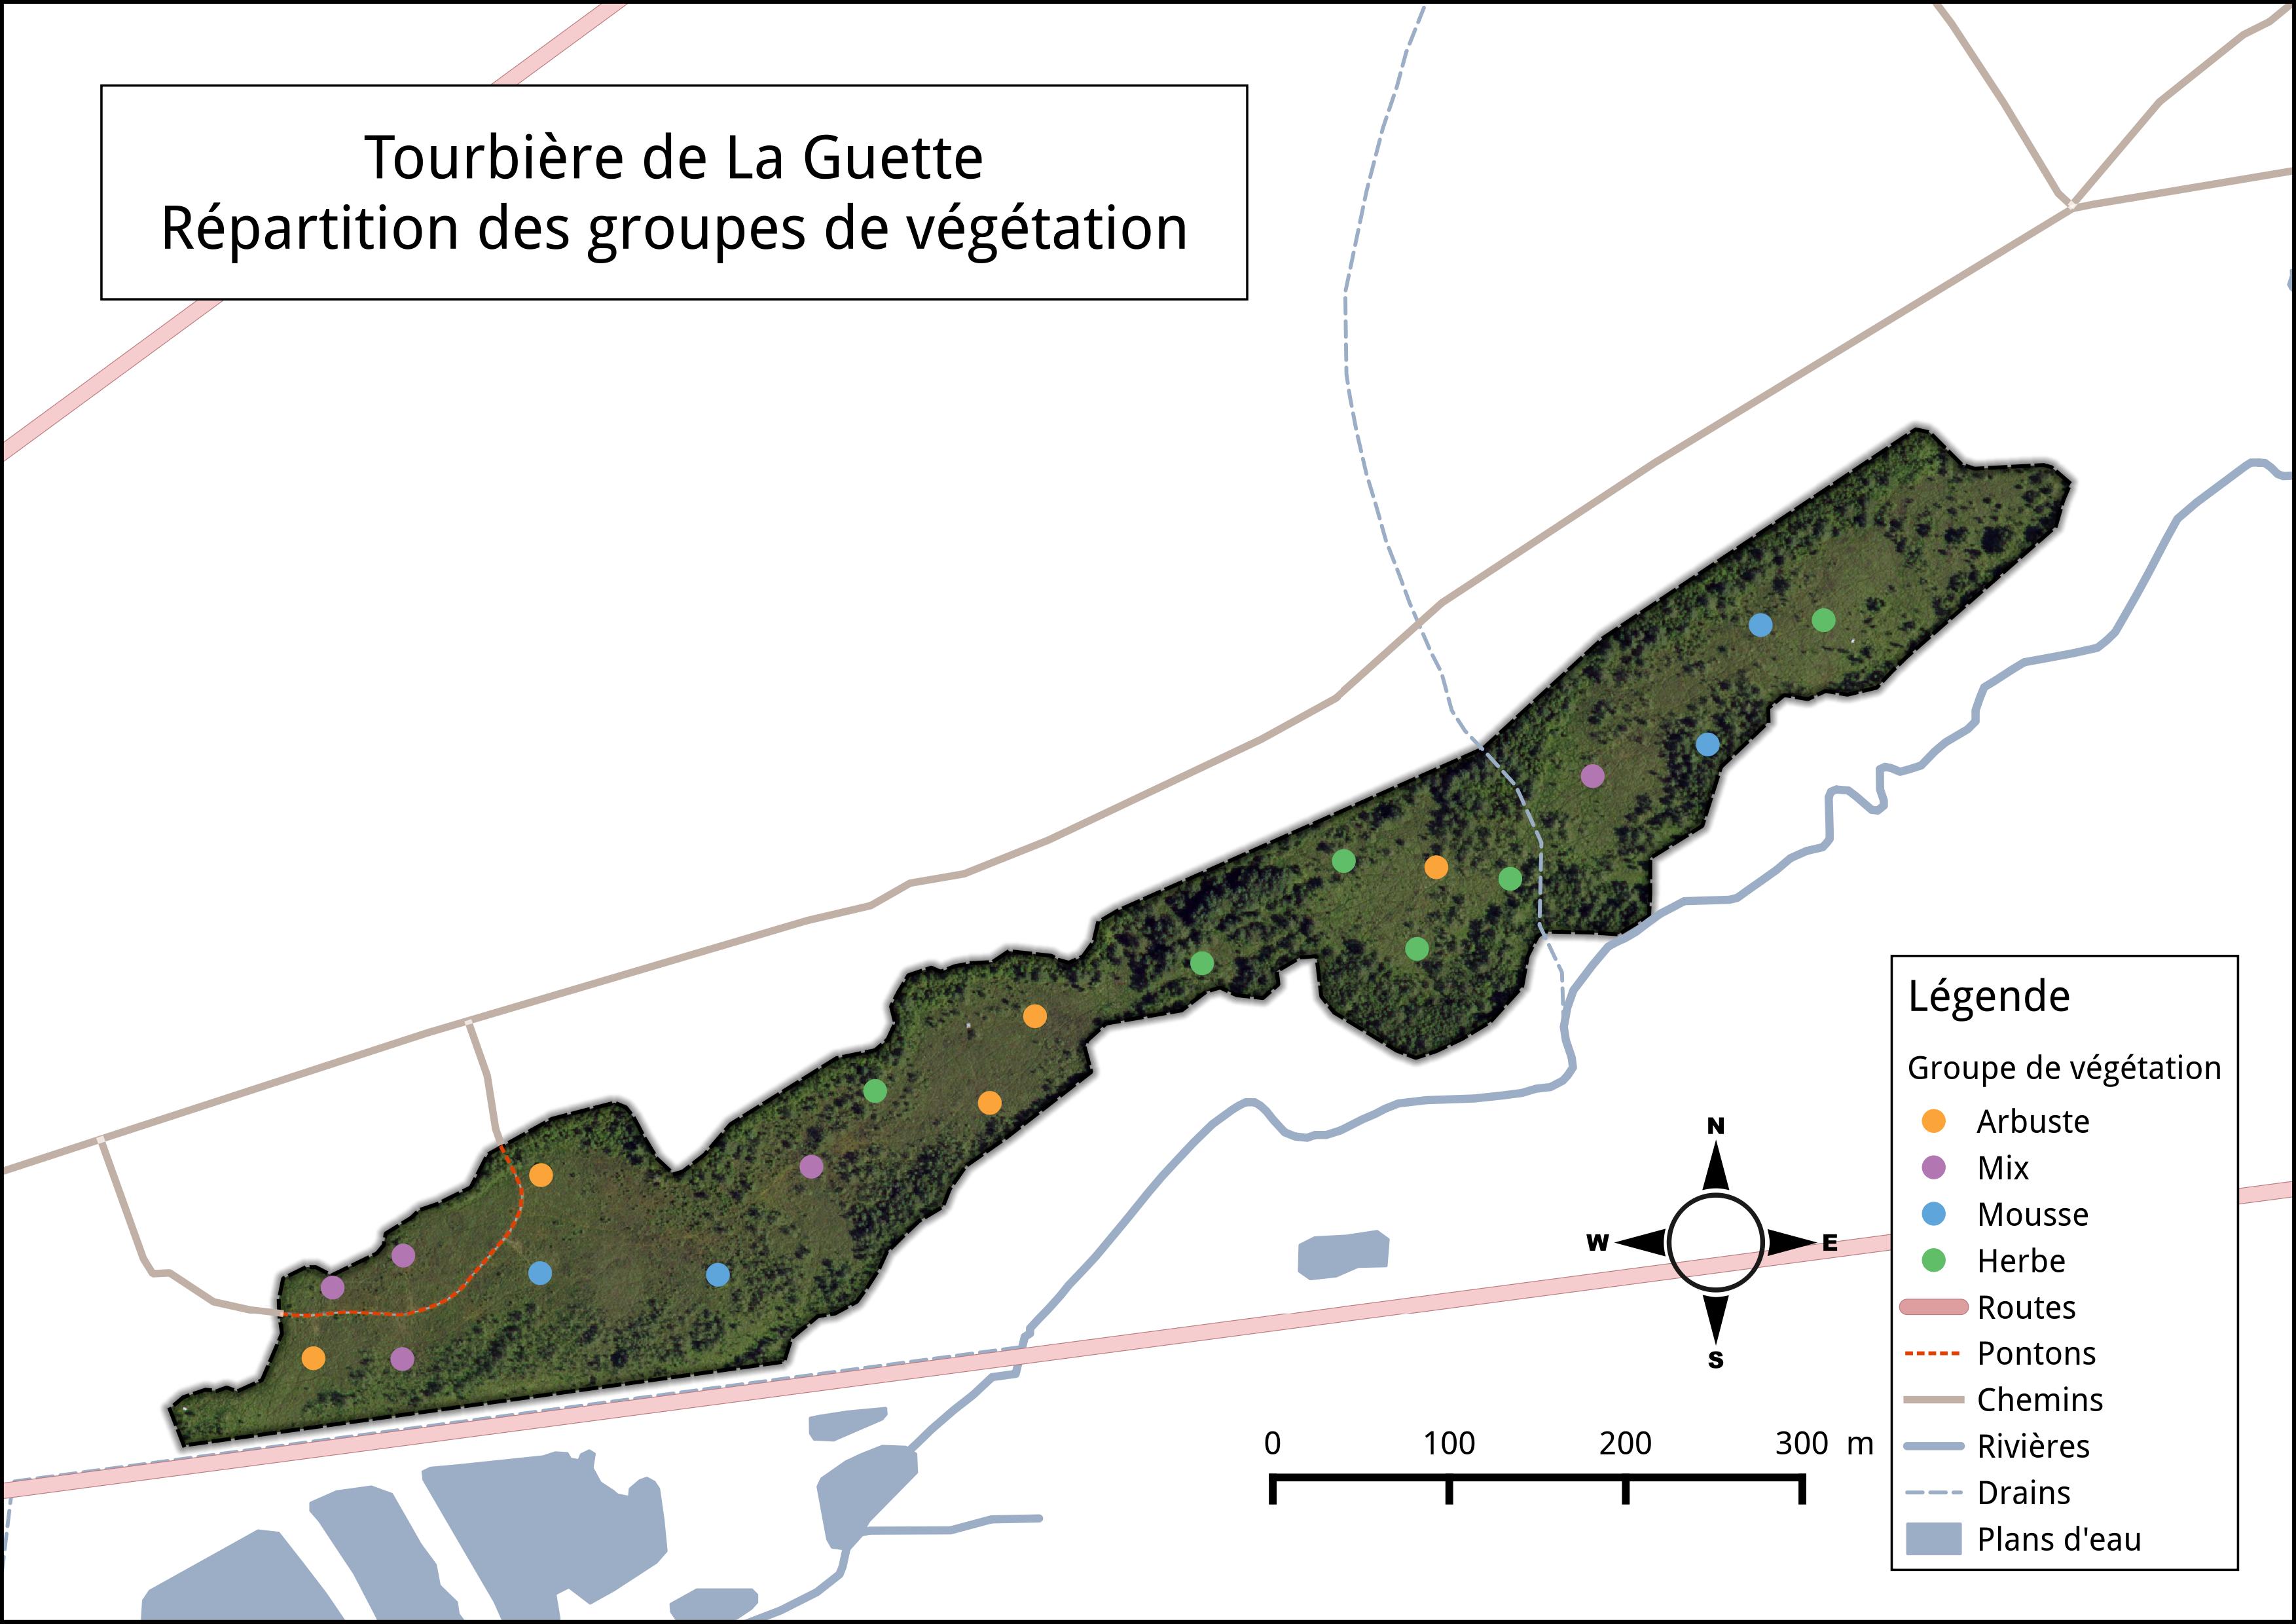 Tourbière de La Guette
Répartition des groupes de végétation
Légende
Groupe de végétation
Arbuste
Mix
Mousse
Herbe
Routes
Pontons
Chemins
Rivières
Drains
Plans d'eau
N
W E
S
0 100 200 300 m